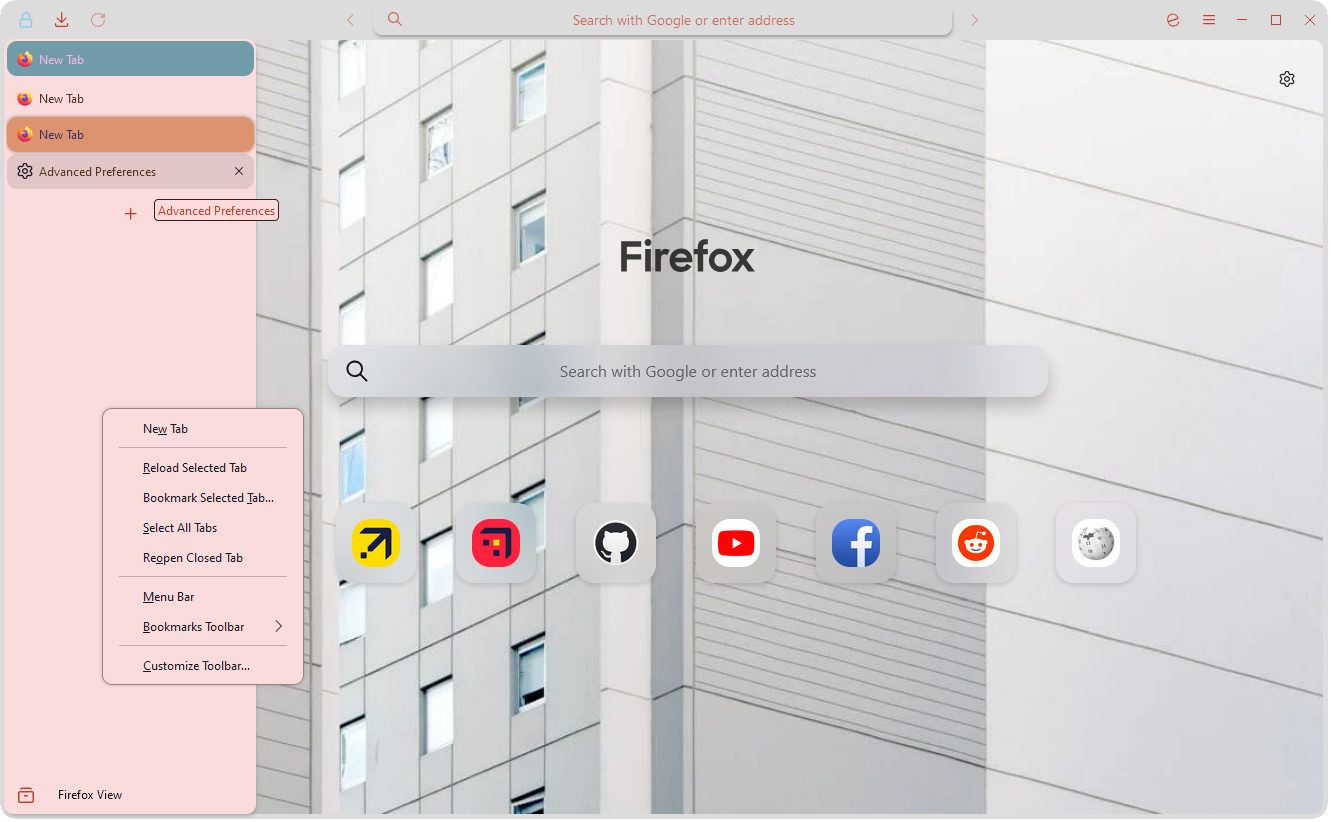 Search with Google or enter address
New Tab
New Tab
New Tab
Advanced Preferences
Advanced Preferences
Firefox
Search with Google or enter address
New Tab
Reload Selected Tab
Bookmark Selected Tab...
Select All Tabs
Reopen Closed Tab
Menu Bar
Bookmarks Toolbar
Customize Toolbar...
Firefox View